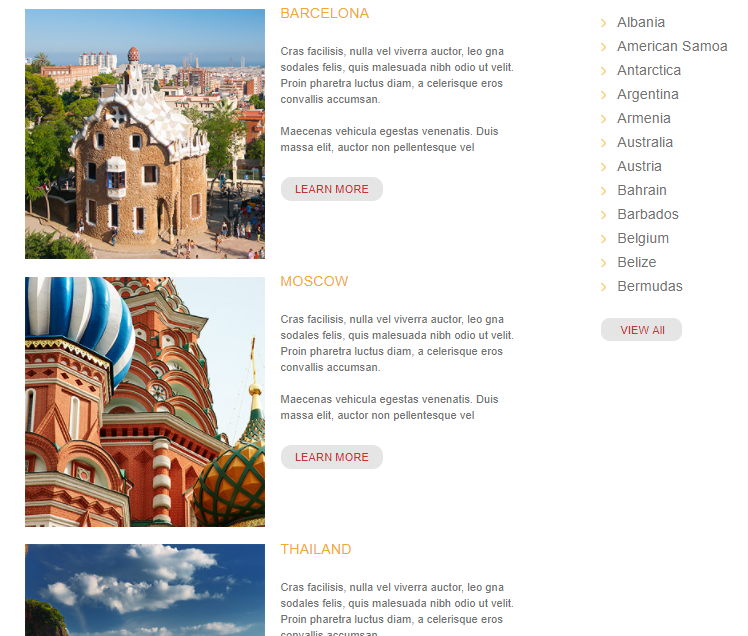 BARCELONA
Cras facilisis, nulla vel viverra auctor, leo gna
sodales felis, quis malesuada nibh odio ut velit.
Proin pharetra luctus diam, a celerisque eros
convallis accumsan.
Maecenas vehicula egestas venenatis. Duis
massa elit, auctor non pellentesque vel
LEARN MORE
MOSCOW
Cras facilisis, nulla vel viverra auctor, leo gna
sodales felis, quis malesuada nibh odio ut velit.
Proin pharetra luctus diam, a celerisque eros
convallis accumsan.
Maecenas vehicula egestas venenatis. Duis
massa elit, auctor non pellentesque vel
LEARN MORE
THAILAND
Cras facilisis, nulla vel viverra auctor, leo gna
sodales felis, quis malesuada nibh odio ut velit.
Proin pharetra luctus diam, a celerisque eros
convallis accumsan.
Albania
American Samoa
Antarctica
Argentina
Armenia
Australia
Austria
Bahrain
Barbados
Belgium
Belize
Bermudas
VIEW All